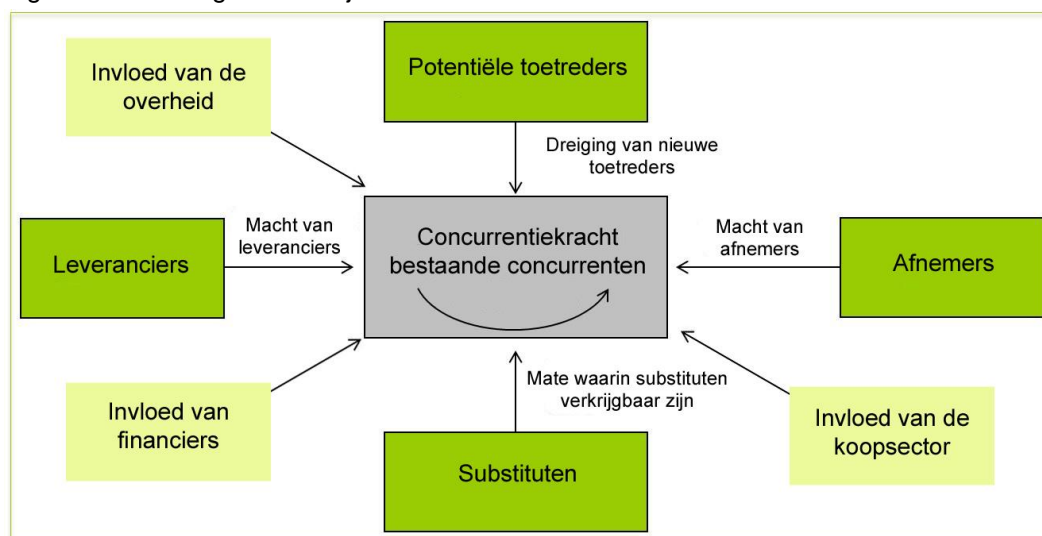 Potentiële toetreders
Invloed van de
overheid
Dreiging van nieuwe
toetreders
Macht van
leveranciers
Leveranciers
Concurrentiekracht
bestaande concurrenten
Macht van
afnemers
Afnemers
Mate waarin substituten
verkrijgbaar zijn
Invloed van
financiers
Substituten
Invloed van de
koopsector